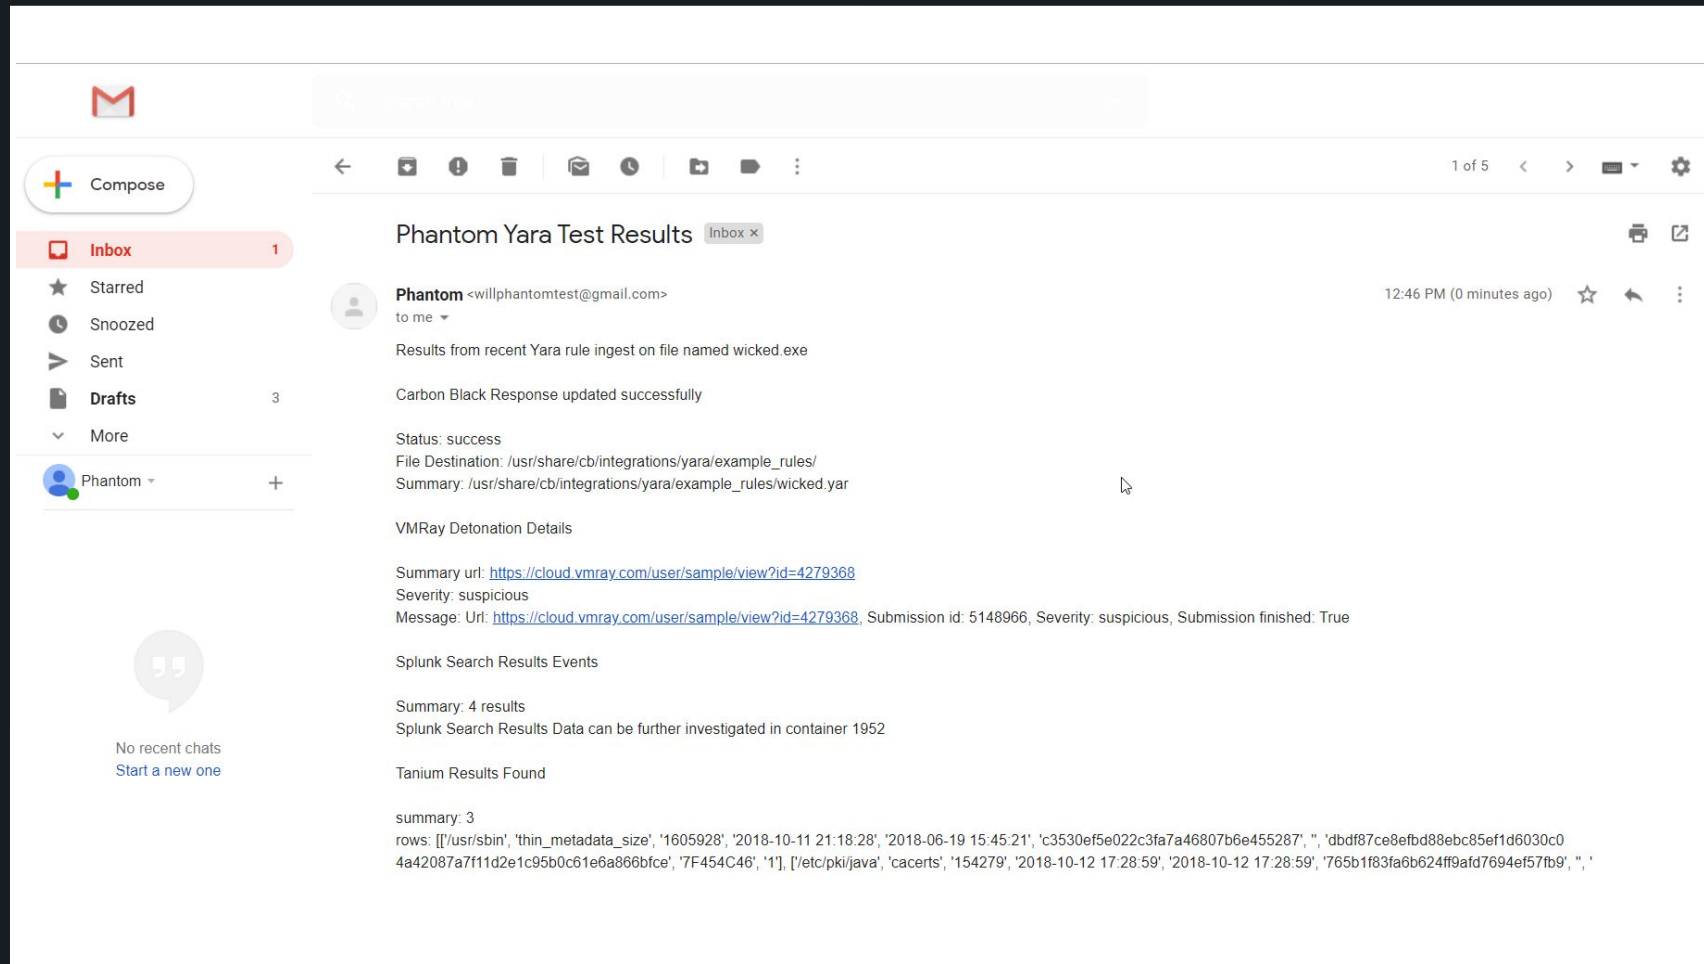 Compose
Inbox 1
Starred
Snoozed
Sent
Drafts 3
More
Phantom
No recent chats
Start a new one
1 of 5
Phantom Yara Test Results Inbox ×
Phantom <willphantomtest@gmail.com>
12:46 PM (0 minutes ago)
to me
Results from recent Yara rule ingest on file named wicked.exe
Carbon Black Response updated successfully
Status: success
File Destination: /usr/share/cb/integrations/yara/example_rules/
Summary: /usr/share/cb/integrations/yara/example_rules/wicked.yar
VMRay Detonation Details
Summary url: https://cloud.vmray.com/user/sample/view?id=4279368
Severity: suspicious
Message: Url: https://cloud.vmray.com/user/sample/view?id=4279368, Submission id: 5148966, Severity: suspicious, Submission finished: True
Splunk Search Results Events
Summary: 4 results
Splunk Search Results Data can be further investigated in container 1952
Tanium Results Found
summary: 3
rows: [['/usr/sbin', 'thin_metadata_size', '1605928', '2018-10-11 21:18:28', '2018-06-19 15:45:21', 'c3530ef5e022c3fa7a46807b6e455287', '', 'dbdf87ce8efbd88ebc85ef1d6030c0
4a42087a7f11d2e1c95b0c61e6a866bfce', '7F454C46', '1'], ['/etc/pki/java', 'cacerts', '154279', '2018-10-12 17:28:59', '2018-10-12 17:28:59', '765b1f83fa6b624ff9afd7694ef57fb9', '', '